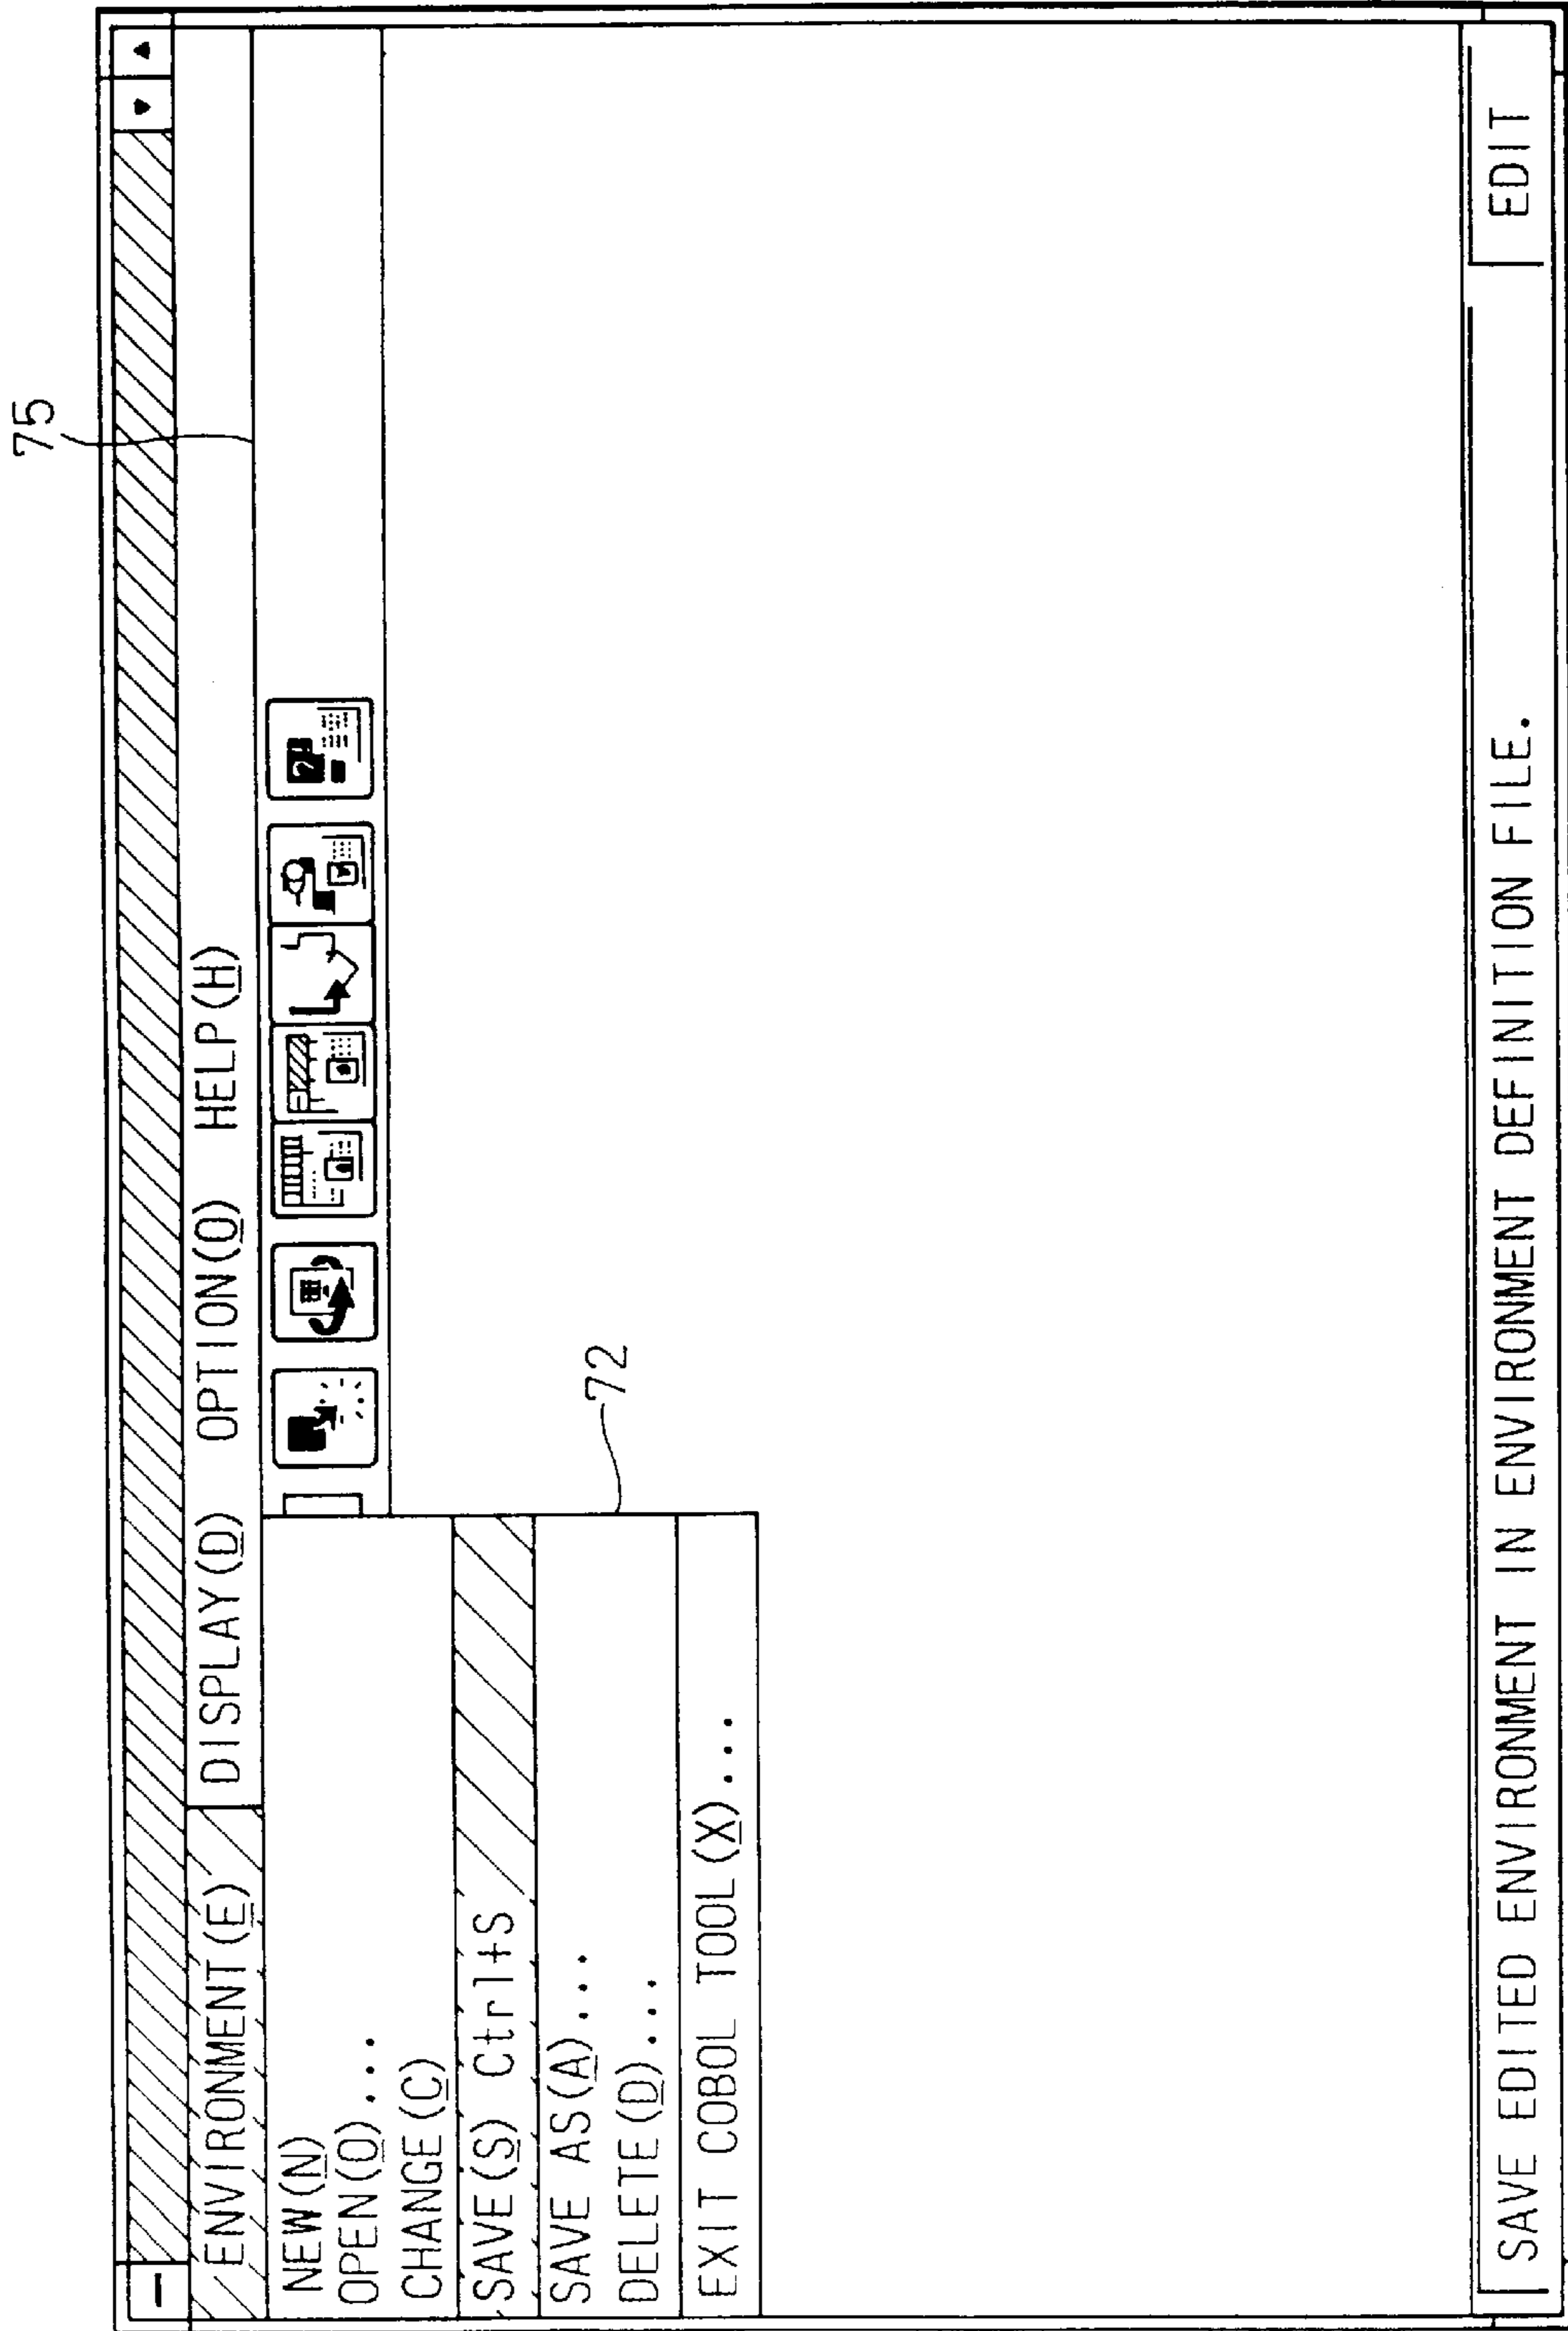 75
ENVIRONMENT(E) DISPLAY(D) OPTION(O) HELP(H)
NEW(N)
OPEN(O)...
CHANGE(C)
SAVE(S) Ctrl+S
72
SAVE AS(A)...
DELETE(D)...
EXIT COBOL TOOL(X)...
SAVE EDITED ENVIRONMENT IN ENVIRONMENT DEFINITION FILE. EDIT